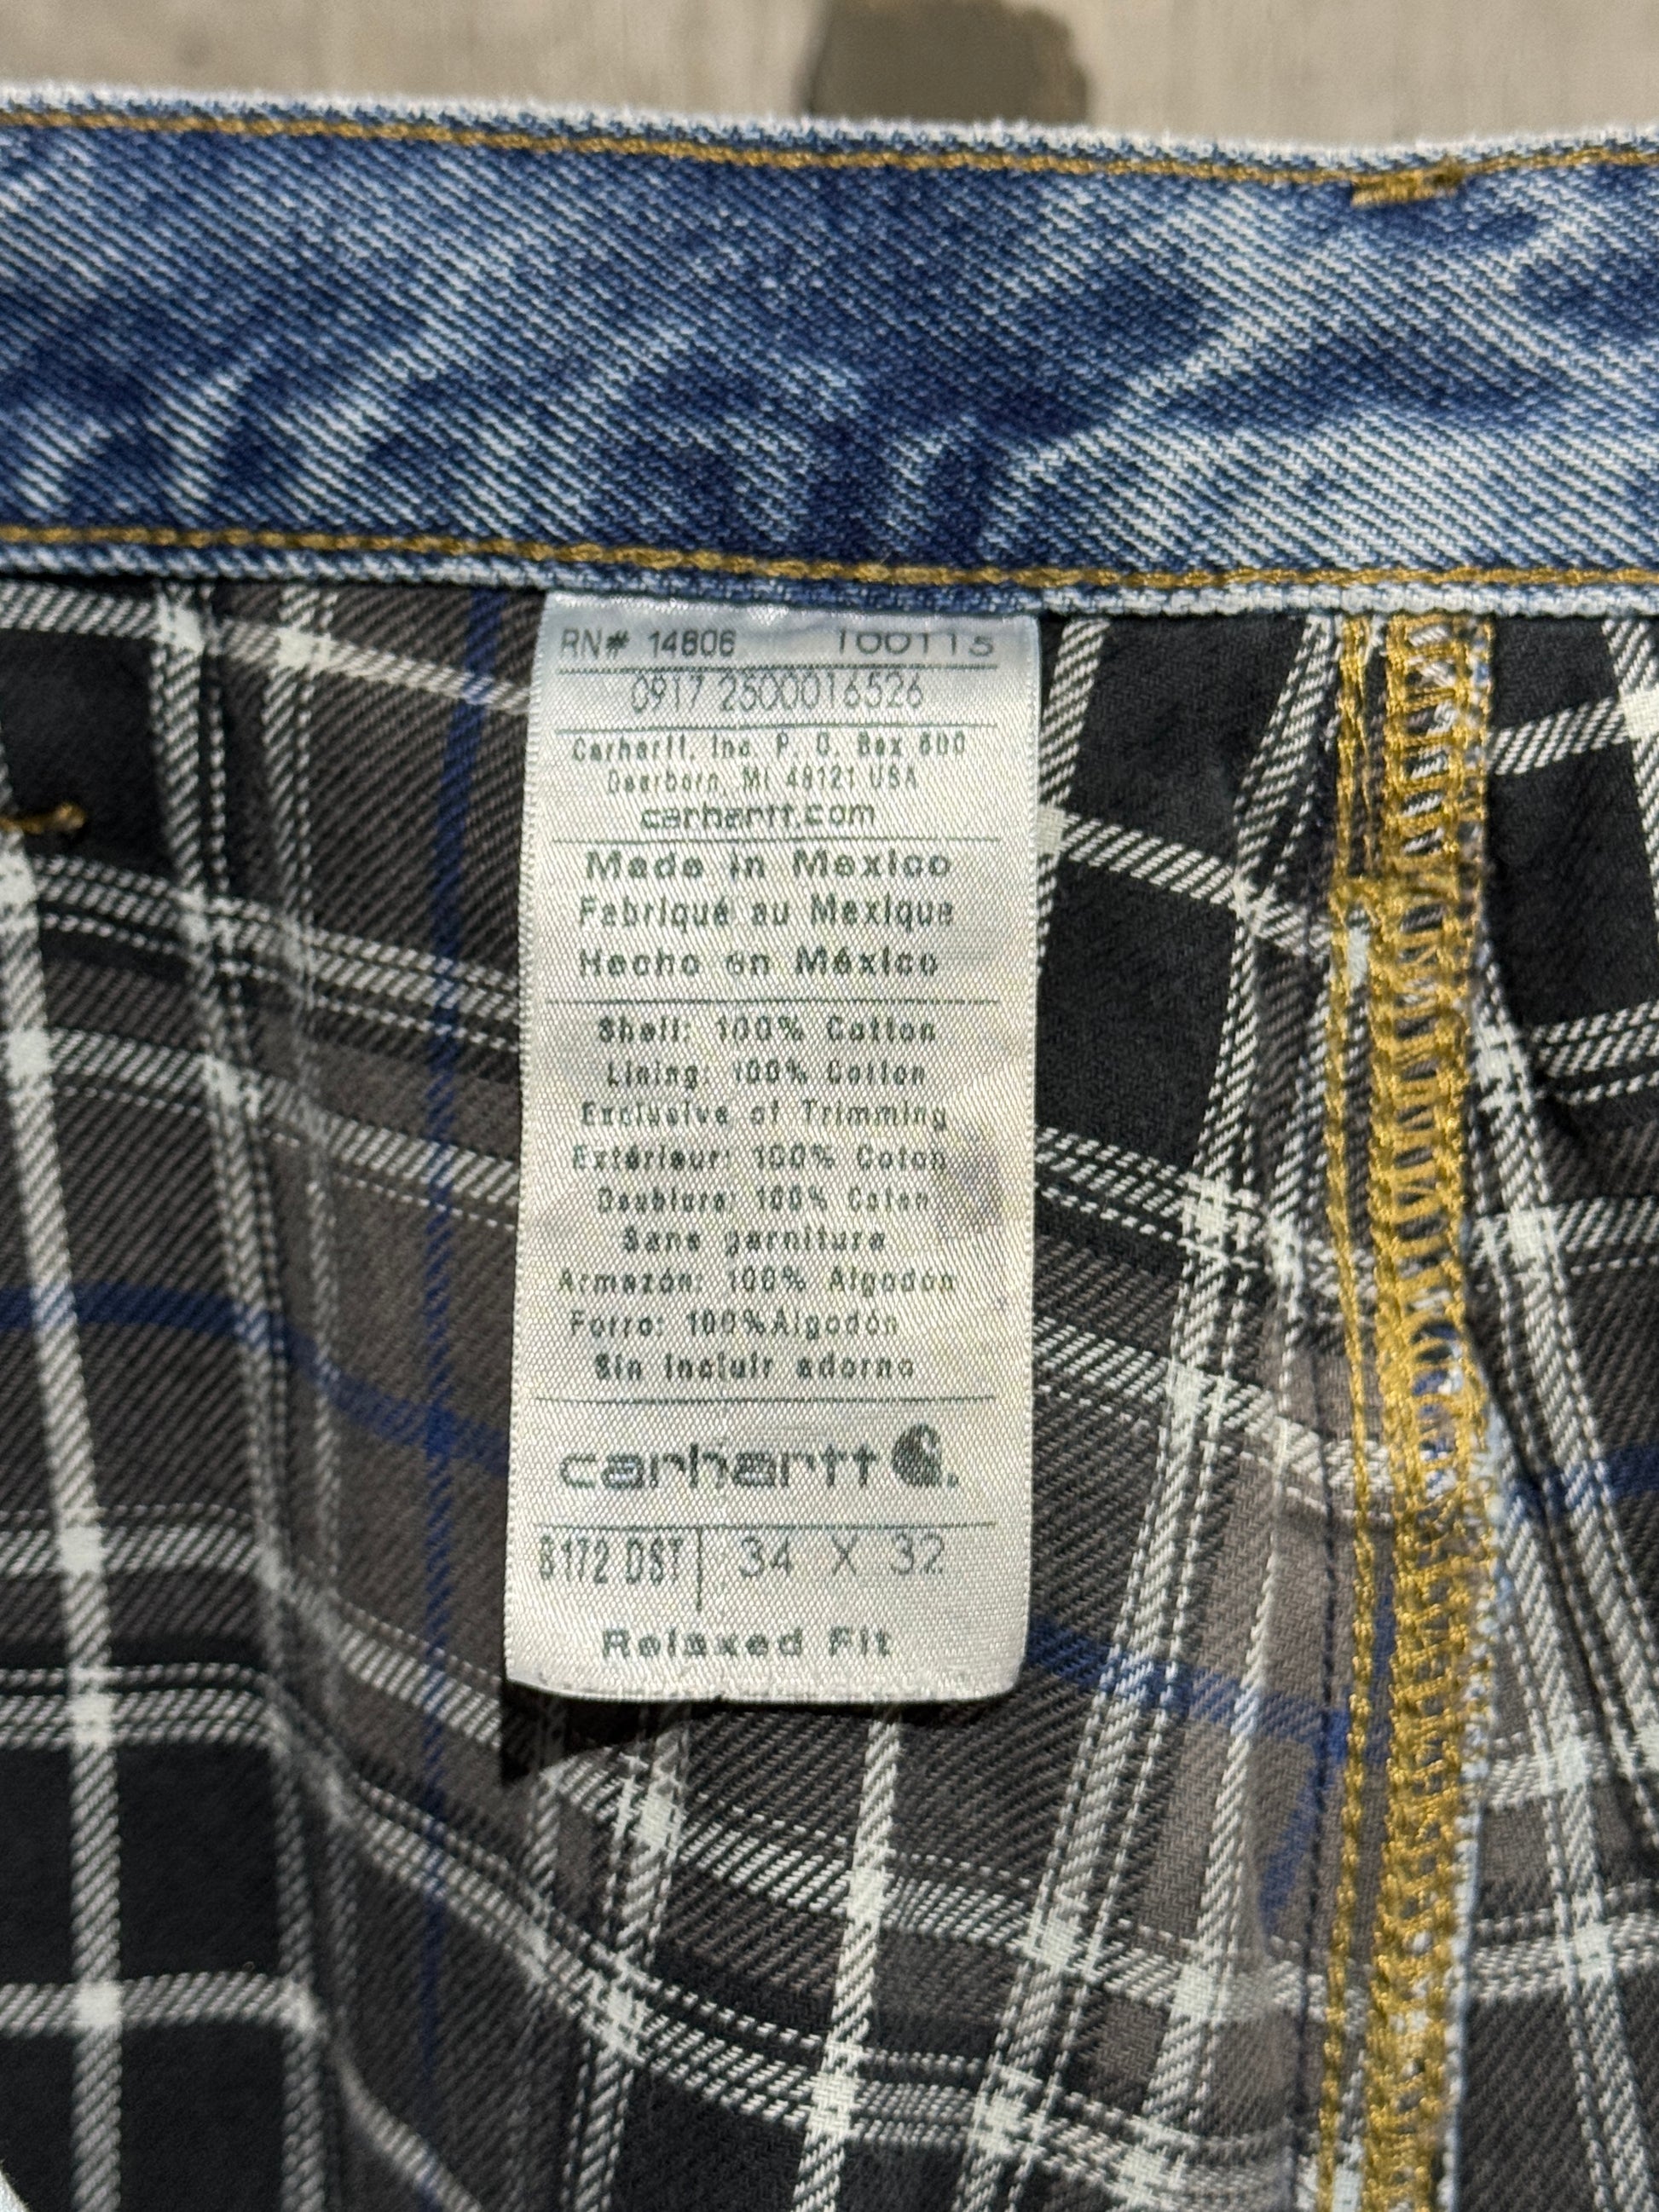 RN# 14806 100115
0917 2500016526
Carhartt, Inc. P. O. Box 600
Dearborn, MI 48121 USA
carhartt.com
Made in Mexico
Fabriqué au Mexique
Hecho en México
Shell: 100% Cotton
Lining: 100% Cotton
Exclusive of Trimming
Extérieur: 100% Coton
Doublure: 100% Coton
Sans garniture
Armazón: 100% Algodon
Forro: 100%Algodón
Sin incluir adorno
carhartt
B172 DST 34 X 32
Relaxed Fit